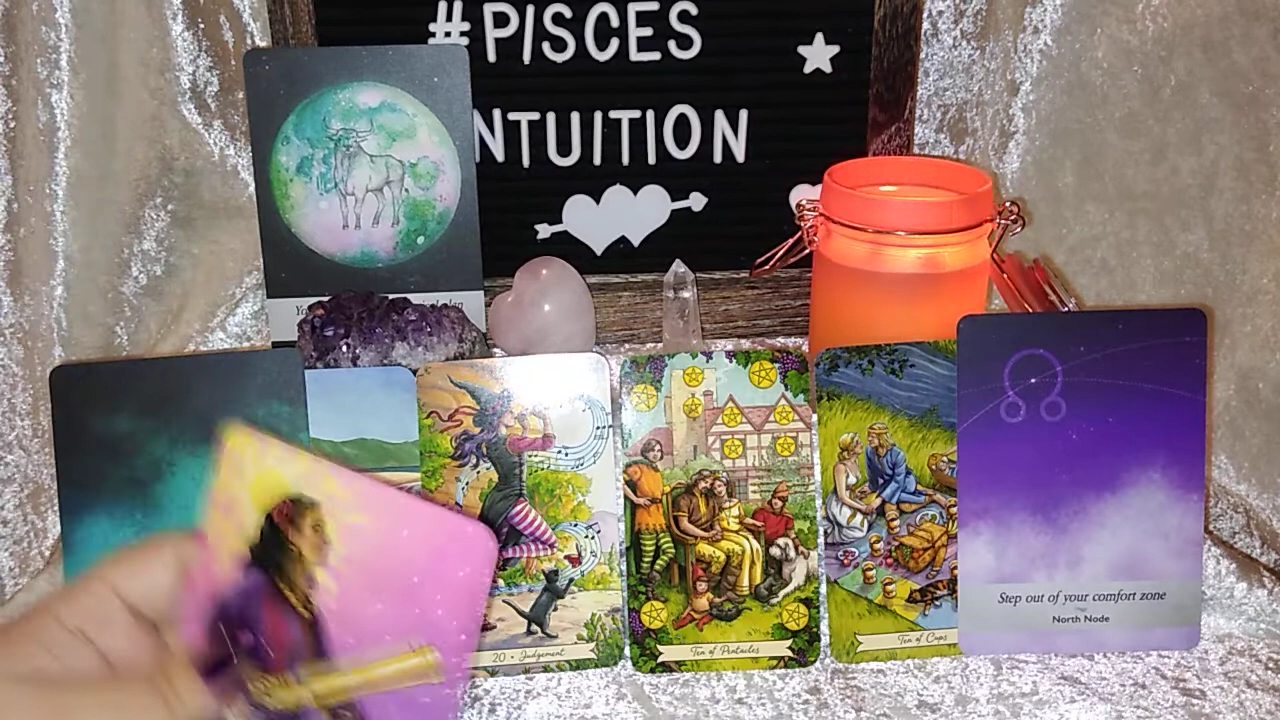 #PISCES
NTUITION
Step out of your comfort zone
North Node
20 • Judgement
Ten of Pentacles
Ten of Cups